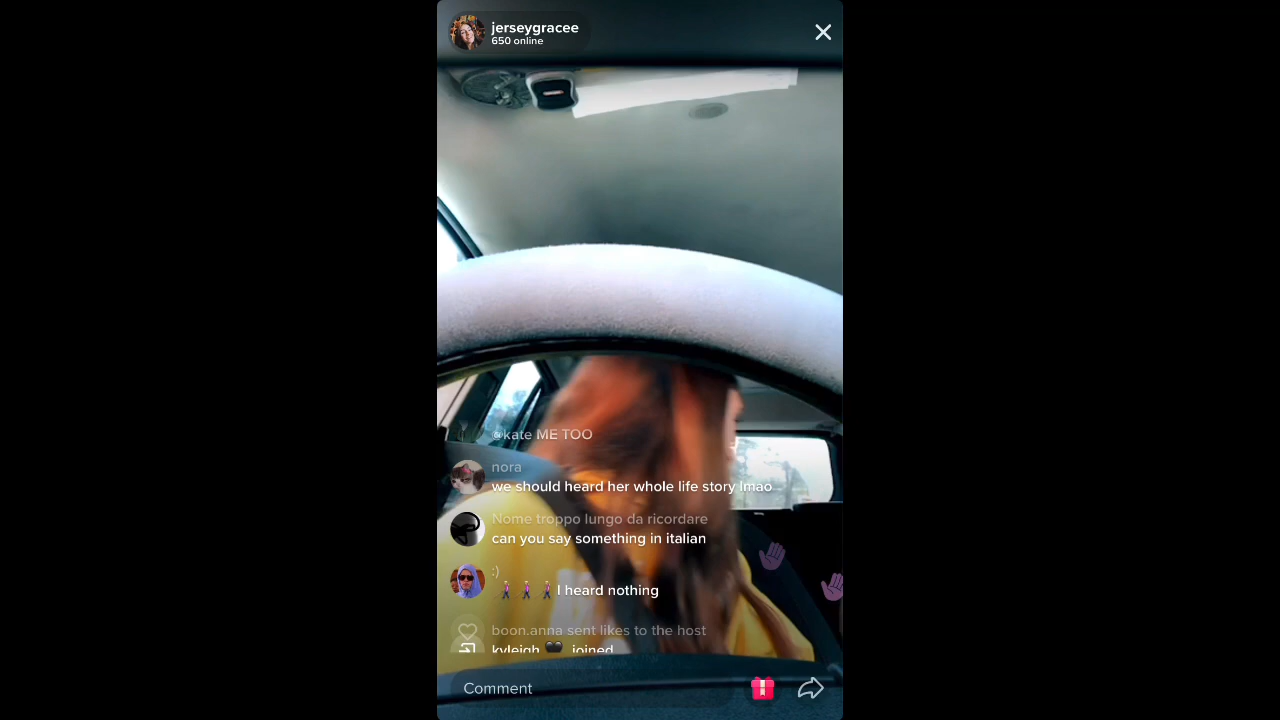 jerseygracee
650 online
@kate ME TOO
nora
we should heard her whole life story lmao
Nome troppo lungo da ricordare
can you say something in italian
:)
🚶🚶🚶I heard nothing
boon.anna sent likes to the host
kyleigh 🖤 joined
Comment